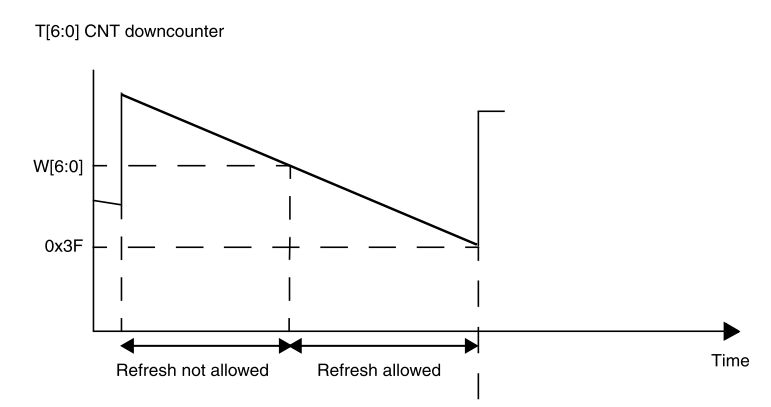 T[6:0] CNT downcounter
W[6:0]
0x3F
Time
Refresh not allowed
Refresh allowed